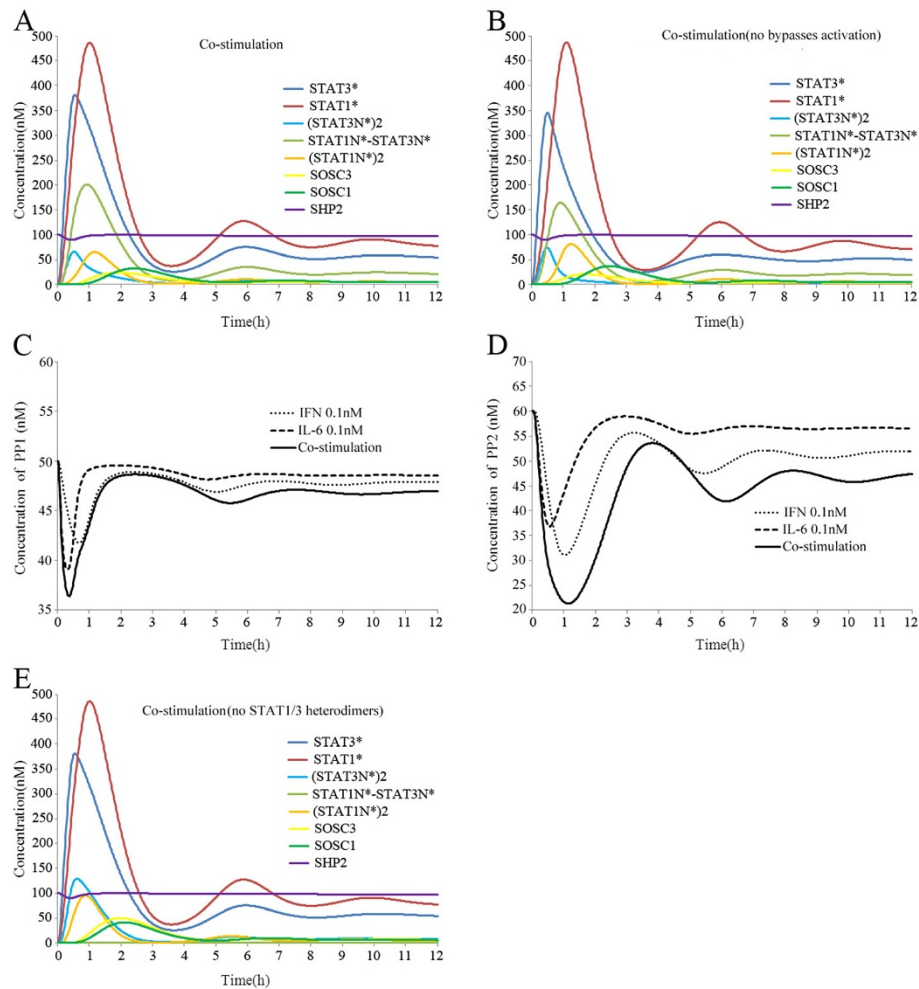 A
Co-stimulation
500
450
400
350
300
250
200
150
100
50
0
Concentration(nM)
STAT3*
STAT1*
(STAT3N*)2
STAT1N*-STAT3N*
(STAT1N*)2
SOSC3
SOSC1
SHP2
0 1 2 3 4 5 6 7 8 9 10 11 12
Time(h)
B
Co-stimulation(no bypasses activation)
500
450
400
350
300
250
200
150
100
50
0
Concentration(nM)
STAT3*
STAT1*
(STAT3N*)2
STAT1N*-STAT3N*
(STAT1N*)2
SOSC3
SOSC1
SHP2
0 1 2 3 4 5 6 7 8 9 10 11 12
Time(h)
C
60
55
50
45
40
35
Concentration of PP1 (nM)
IFN 0.1nM
IL-6 0.1nM
Co-stimulation
0 1 2 3 4 5 6 7 8 9 10 11 12
Time(h)
D
70
65
60
55
50
45
40
35
30
25
20
Concentration of PP2 (nM)
IFN 0.1nM
IL-6 0.1nM
Co-stimulation
0 1 2 3 4 5 6 7 8 9 10 11 12
Time(h)
E
Co-stimulation(no STAT1/3 heterodimers)
500
450
400
350
300
250
200
150
100
50
0
Concentration(nM)
STAT3*
STAT1*
(STAT3N*)2
STAT1N*-STAT3N*
(STAT1N*)2
SOSC3
SOSC1
SHP2
0 1 2 3 4 5 6 7 8 9 10 11 12
Time(h)